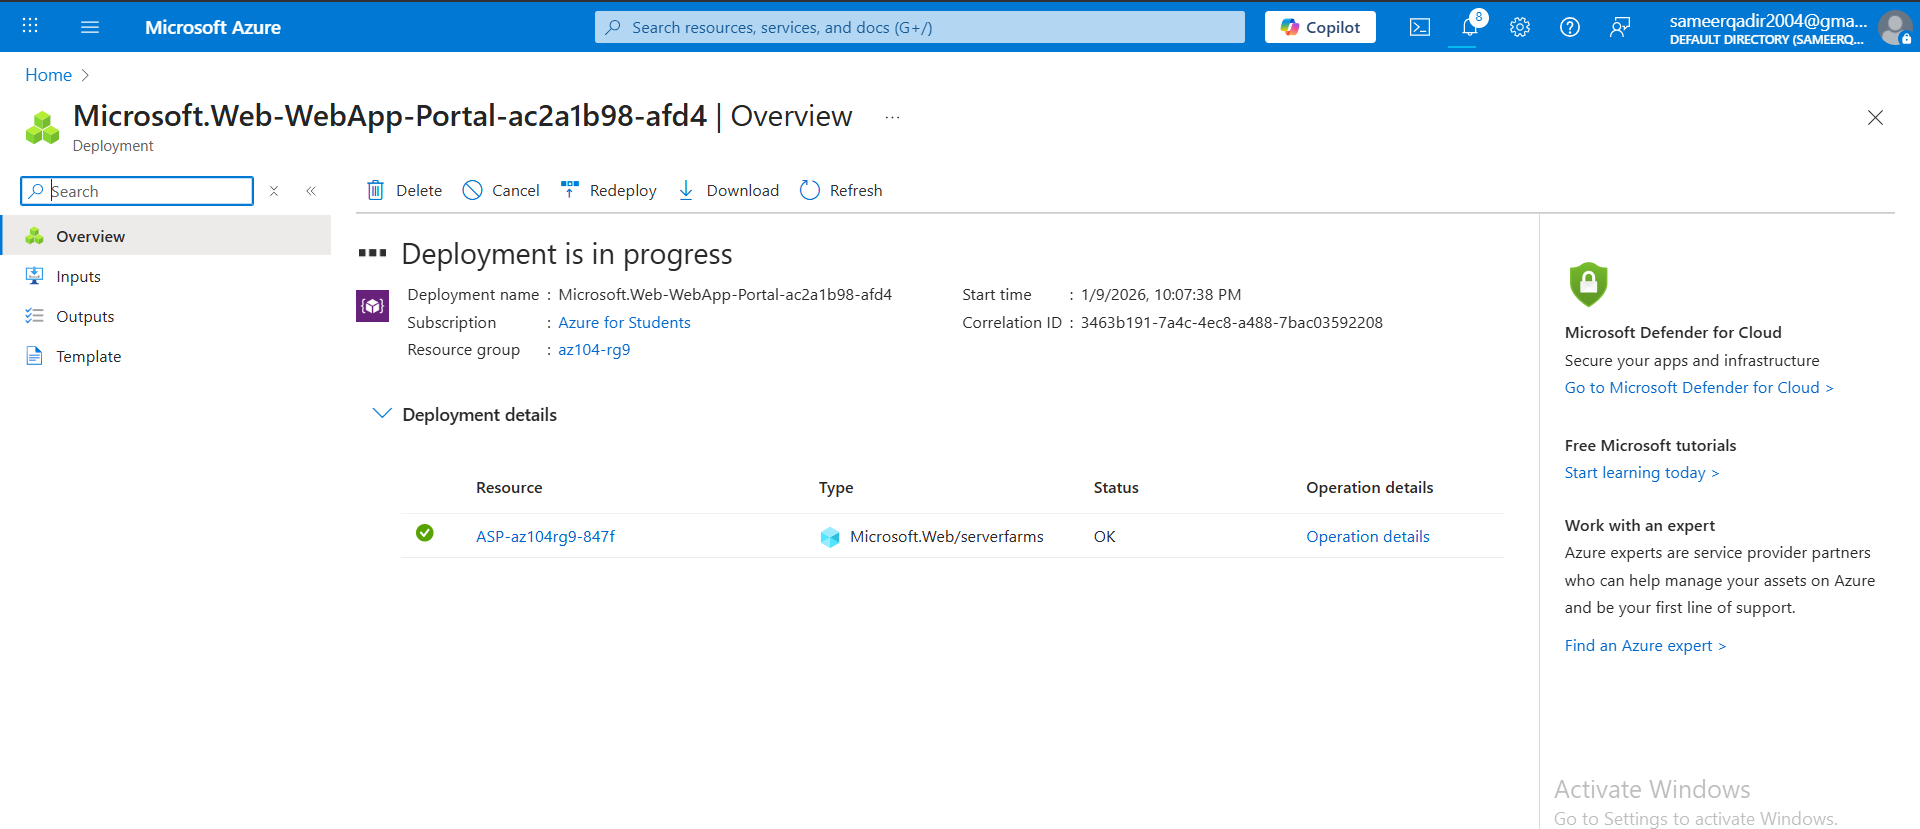 Microsoft Azure
Search resources, services, and docs (G+/)
Copilot
8
sameerqadir2004@gma...
DEFAULT DIRECTORY (SAMEERQ...
Home
Microsoft.Web-WebApp-Portal-ac2a1b98-afd4 | Overview ...
Deployment
Search
Overview
Inputs
Outputs
Template
Delete
Cancel
Redeploy
Download
Refresh
Deployment is in progress
Deployment name : Microsoft.Web-WebApp-Portal-ac2a1b98-afd4
Subscription : Azure for Students
Resource group : az104-rg9
Start time : 1/9/2026, 10:07:38 PM
Correlation ID : 3463b191-7a4c-4ec8-a488-7bac03592208
Deployment details
Resource Type Status Operation details
ASP-az104rg9-847f Microsoft.Web/serverfarms OK Operation details
Microsoft Defender for Cloud
Secure your apps and infrastructure
Go to Microsoft Defender for Cloud >
Free Microsoft tutorials
Start learning today >
Work with an expert
Azure experts are service provider partners
who can help manage your assets on Azure
and be your first line of support.
Find an Azure expert >
Activate Windows
Go to Settings to activate Windows.